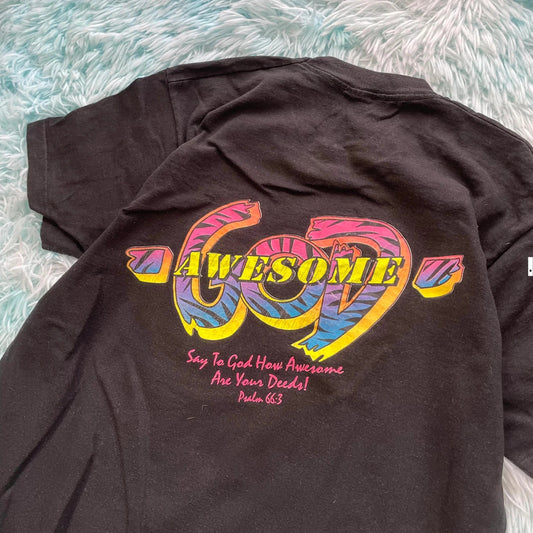 AWESOME
GOD
Say To God How Awesome
Are Your Deeds!
Psalm 66:3